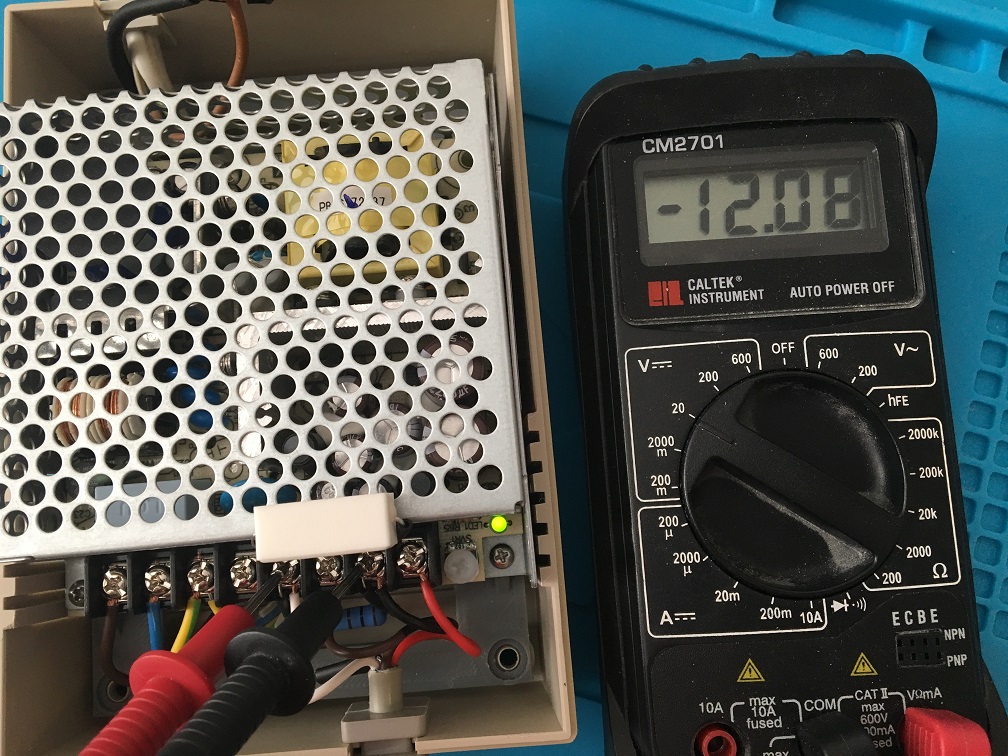 CM2701
-12.08
CALTEK®
INSTRUMENT
AUTO POWER OFF
V⎓
600
OFF
600
V~
200
200
hFE
20
2000k
2000
m
200k
200
m
20k
200
µ
2000
µ
2000
Ω
200
20m
200m
10A
A⎓
E C B E
NPN
PNP
10A
max
10A
fused
COM
CAT II
max
600V
VΩmA
max
LED1